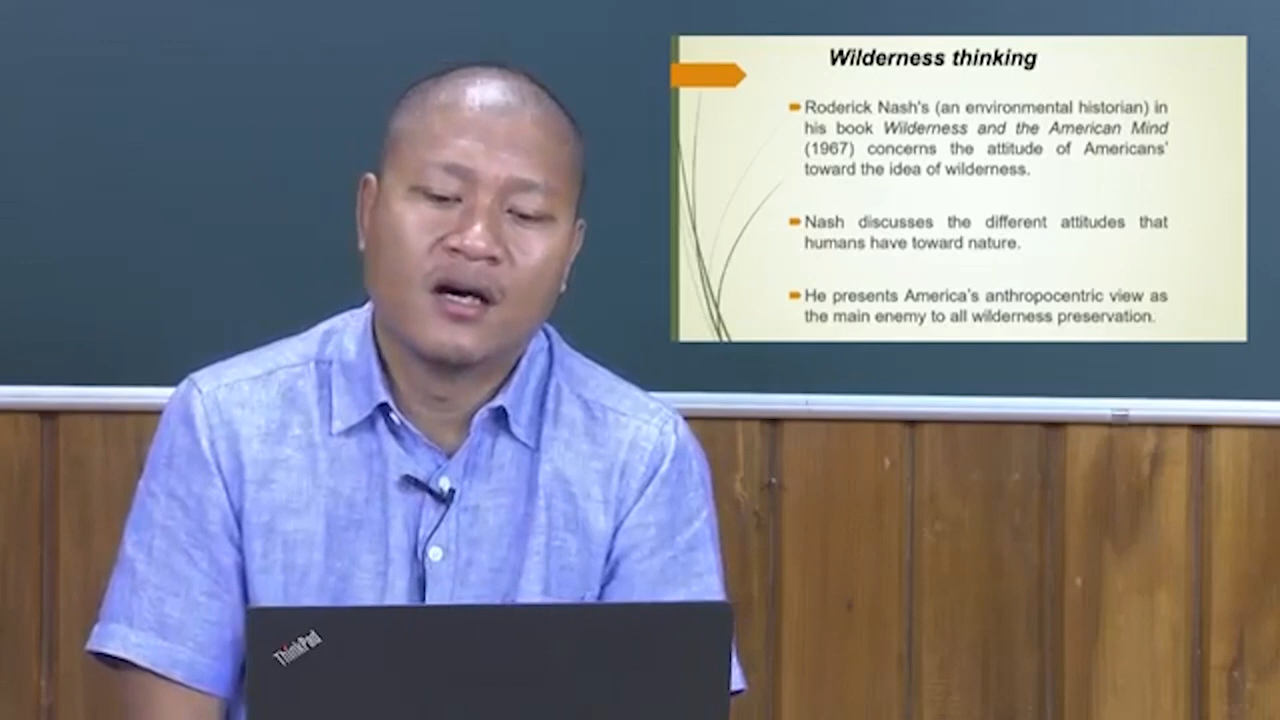 Wilderness thinking
Roderick Nash's (an environmental historian) in
his book Wilderness and the American Mind
(1967) concerns the attitude of Americans'
toward the idea of wilderness.
Nash discusses the different attitudes that
humans have toward nature.
He presents America's anthropocentric view as
the main enemy to all wilderness preservation.
ThinkPad